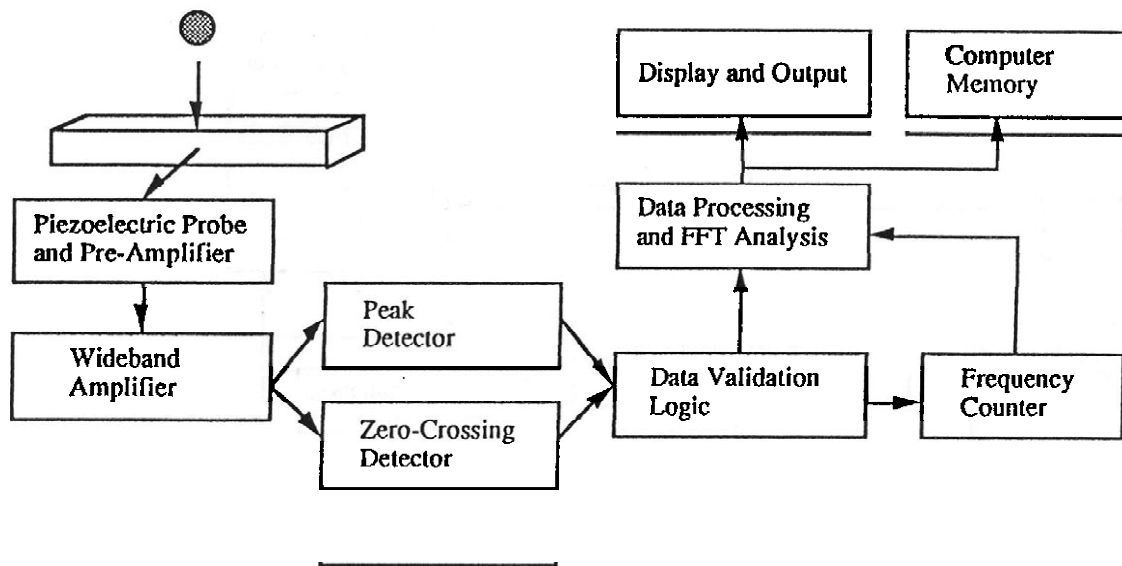 Display and Output
Computer
Memory
Piezoelectric Probe
and Pre-Amplifier
Data Processing
and FFT Analysis
Peak
Detector
Wideband
Amplifier
Data Validation
Logic
Frequency
Counter
Zero-Crossing
Detector